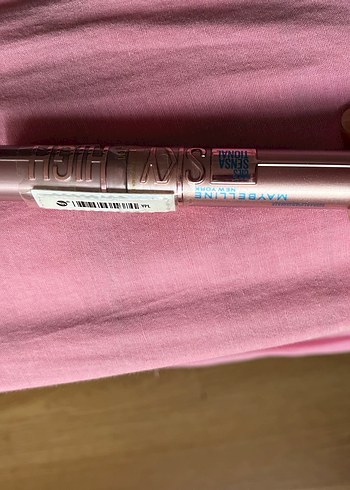 MAYBELLINE
NEW YORK
SENSA
TIONAL
SKY HIGH